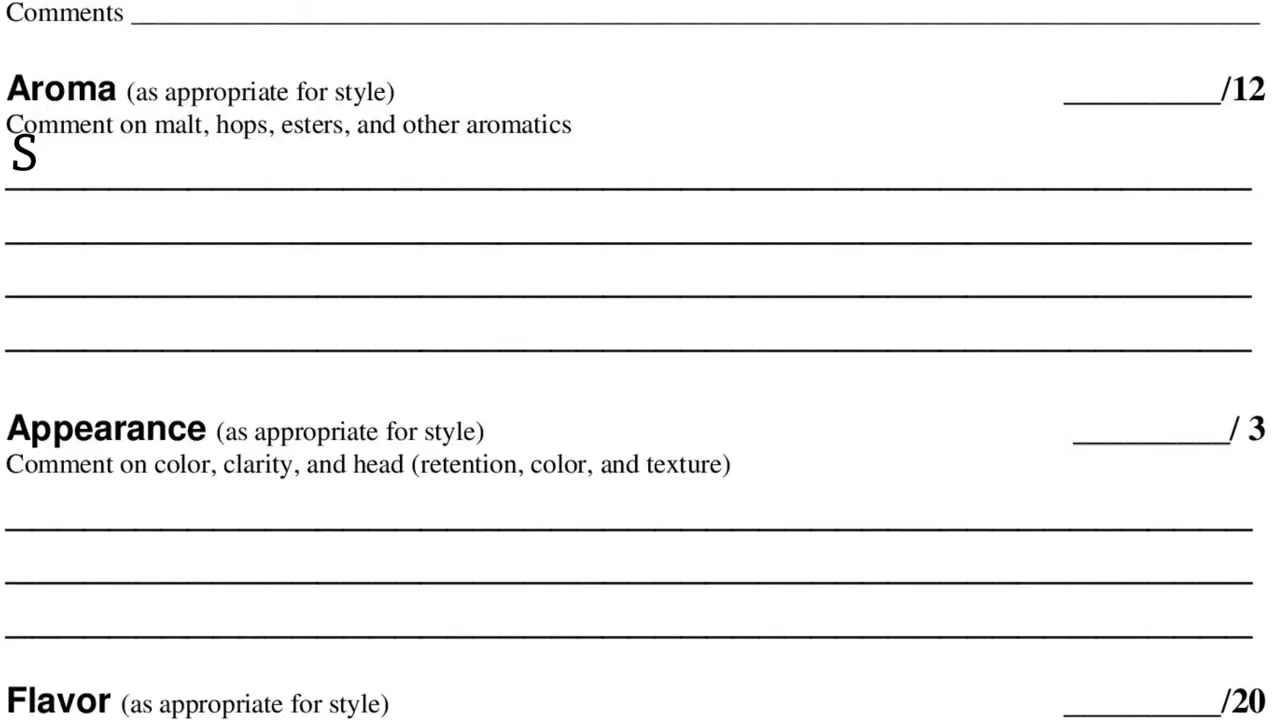 Comments
Aroma (as appropriate for style) /12
Comment on malt, hops, esters, and other aromatics
S
Appearance (as appropriate for style) / 3
Comment on color, clarity, and head (retention, color, and texture)
Flavor (as appropriate for style) /20